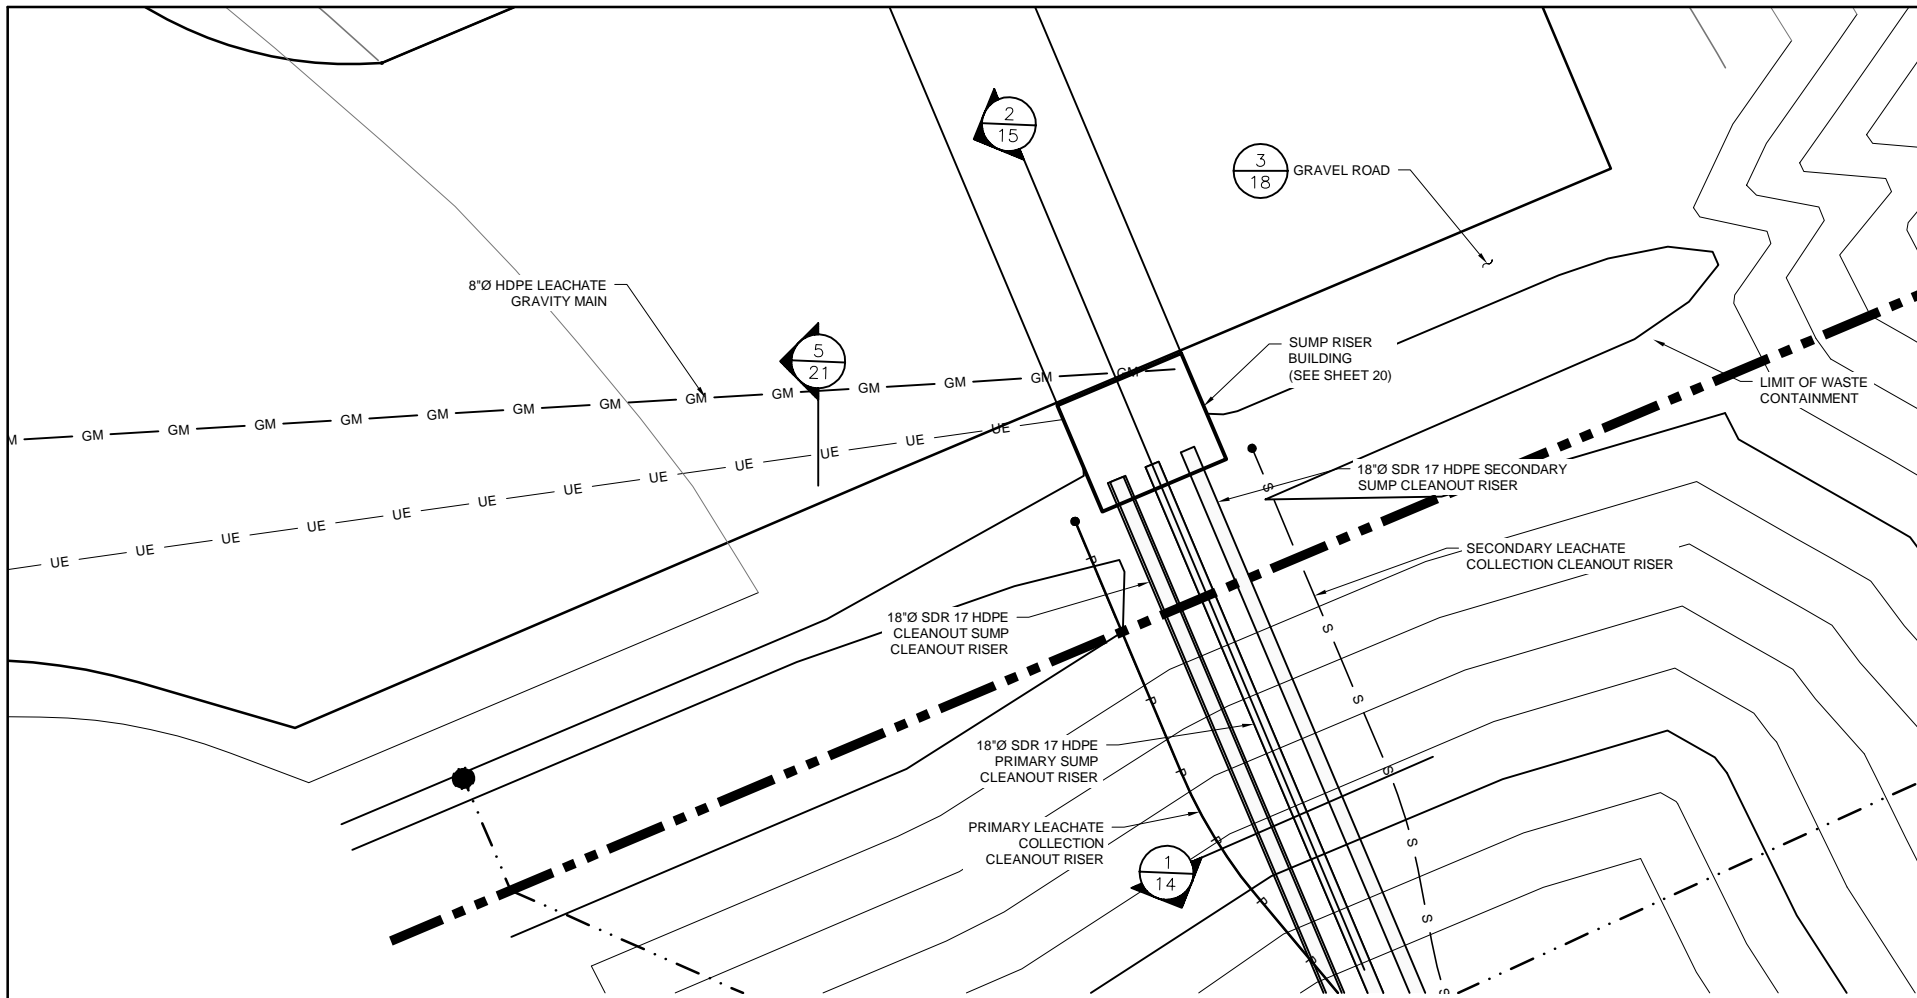 2
15
3
18
GRAVEL ROAD
8"Ø HDPE LEACHATE
GRAVITY MAIN
5
21
SUMP RISER
BUILDING
(SEE SHEET 20)
LIMIT OF WASTE
CONTAINMENT
M GM GM GM GM GM GM GM GM GM GM GM GM GM
UE UE UE UE UE UE UE UE UE UE UE UE
18"Ø SDR 17 HDPE SECONDARY
SUMP CLEANOUT RISER
S
SECONDARY LEACHATE
COLLECTION CLEANOUT RISER
P
18"Ø SDR 17 HDPE
CLEANOUT SUMP
CLEANOUT RISER
S
P
S
18"Ø SDR 17 HDPE
PRIMARY SUMP
CLEANOUT RISER
P
S
PRIMARY LEACHATE
COLLECTION
CLEANOUT RISER
P
S
1
14
P
S
P
S